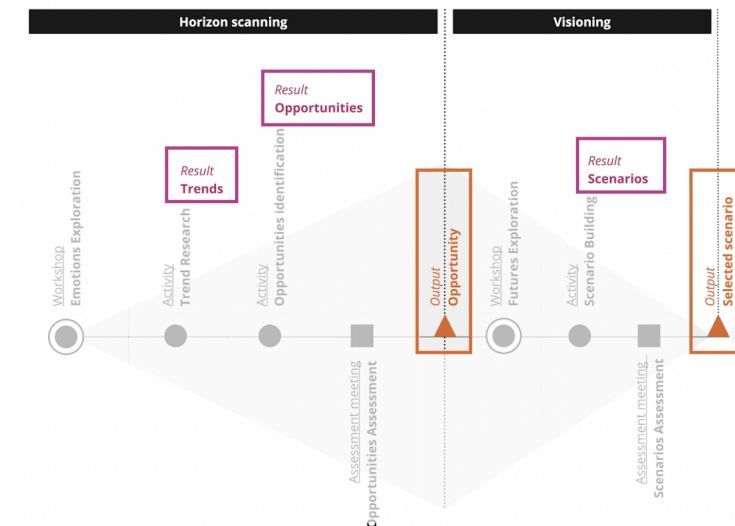 Horizon scanning
Visioning
Result
Opportunities
Result
Trends
Result
Scenarios
Workshop
Emotions Exploration
Activity
Trend Research
Activity
Opportunities identification
Output
Opportunity
Workshop
Futures Exploration
Activity
Scenario Building
Output
Selected scenario
Assessment meeting
Opportunities Assessment
Assessment meeting
Scenarios Assessment